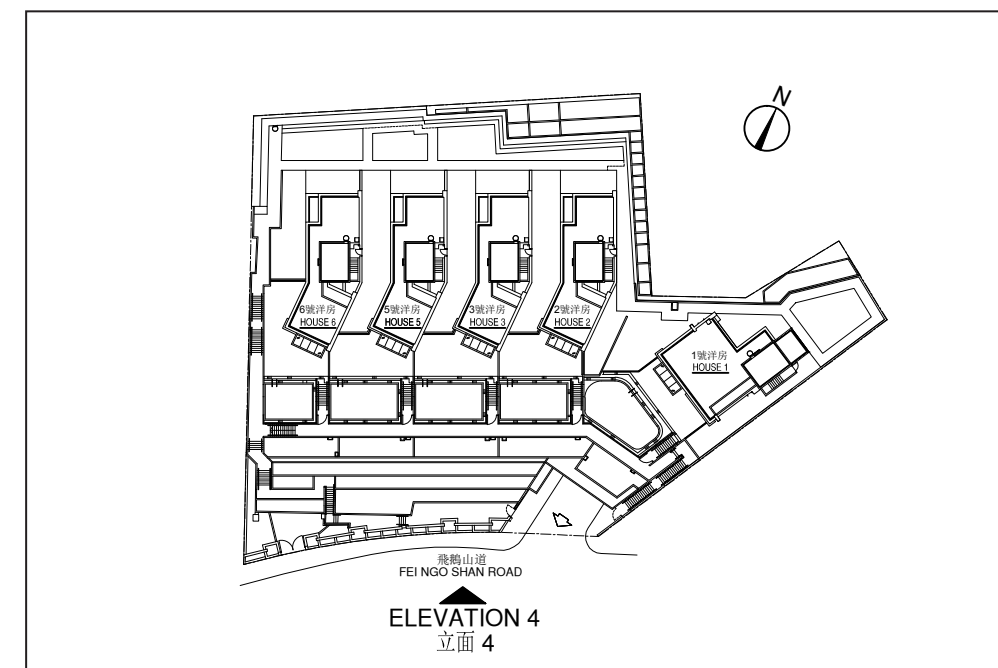 N
6號洋房
HOUSE 6
5號洋房
HOUSE 5
3號洋房
HOUSE 3
2號洋房
HOUSE 2
1號洋房
HOUSE 1
飛鵝山道
FEI NGO SHAN ROAD
ELEVATION 4
立面 4